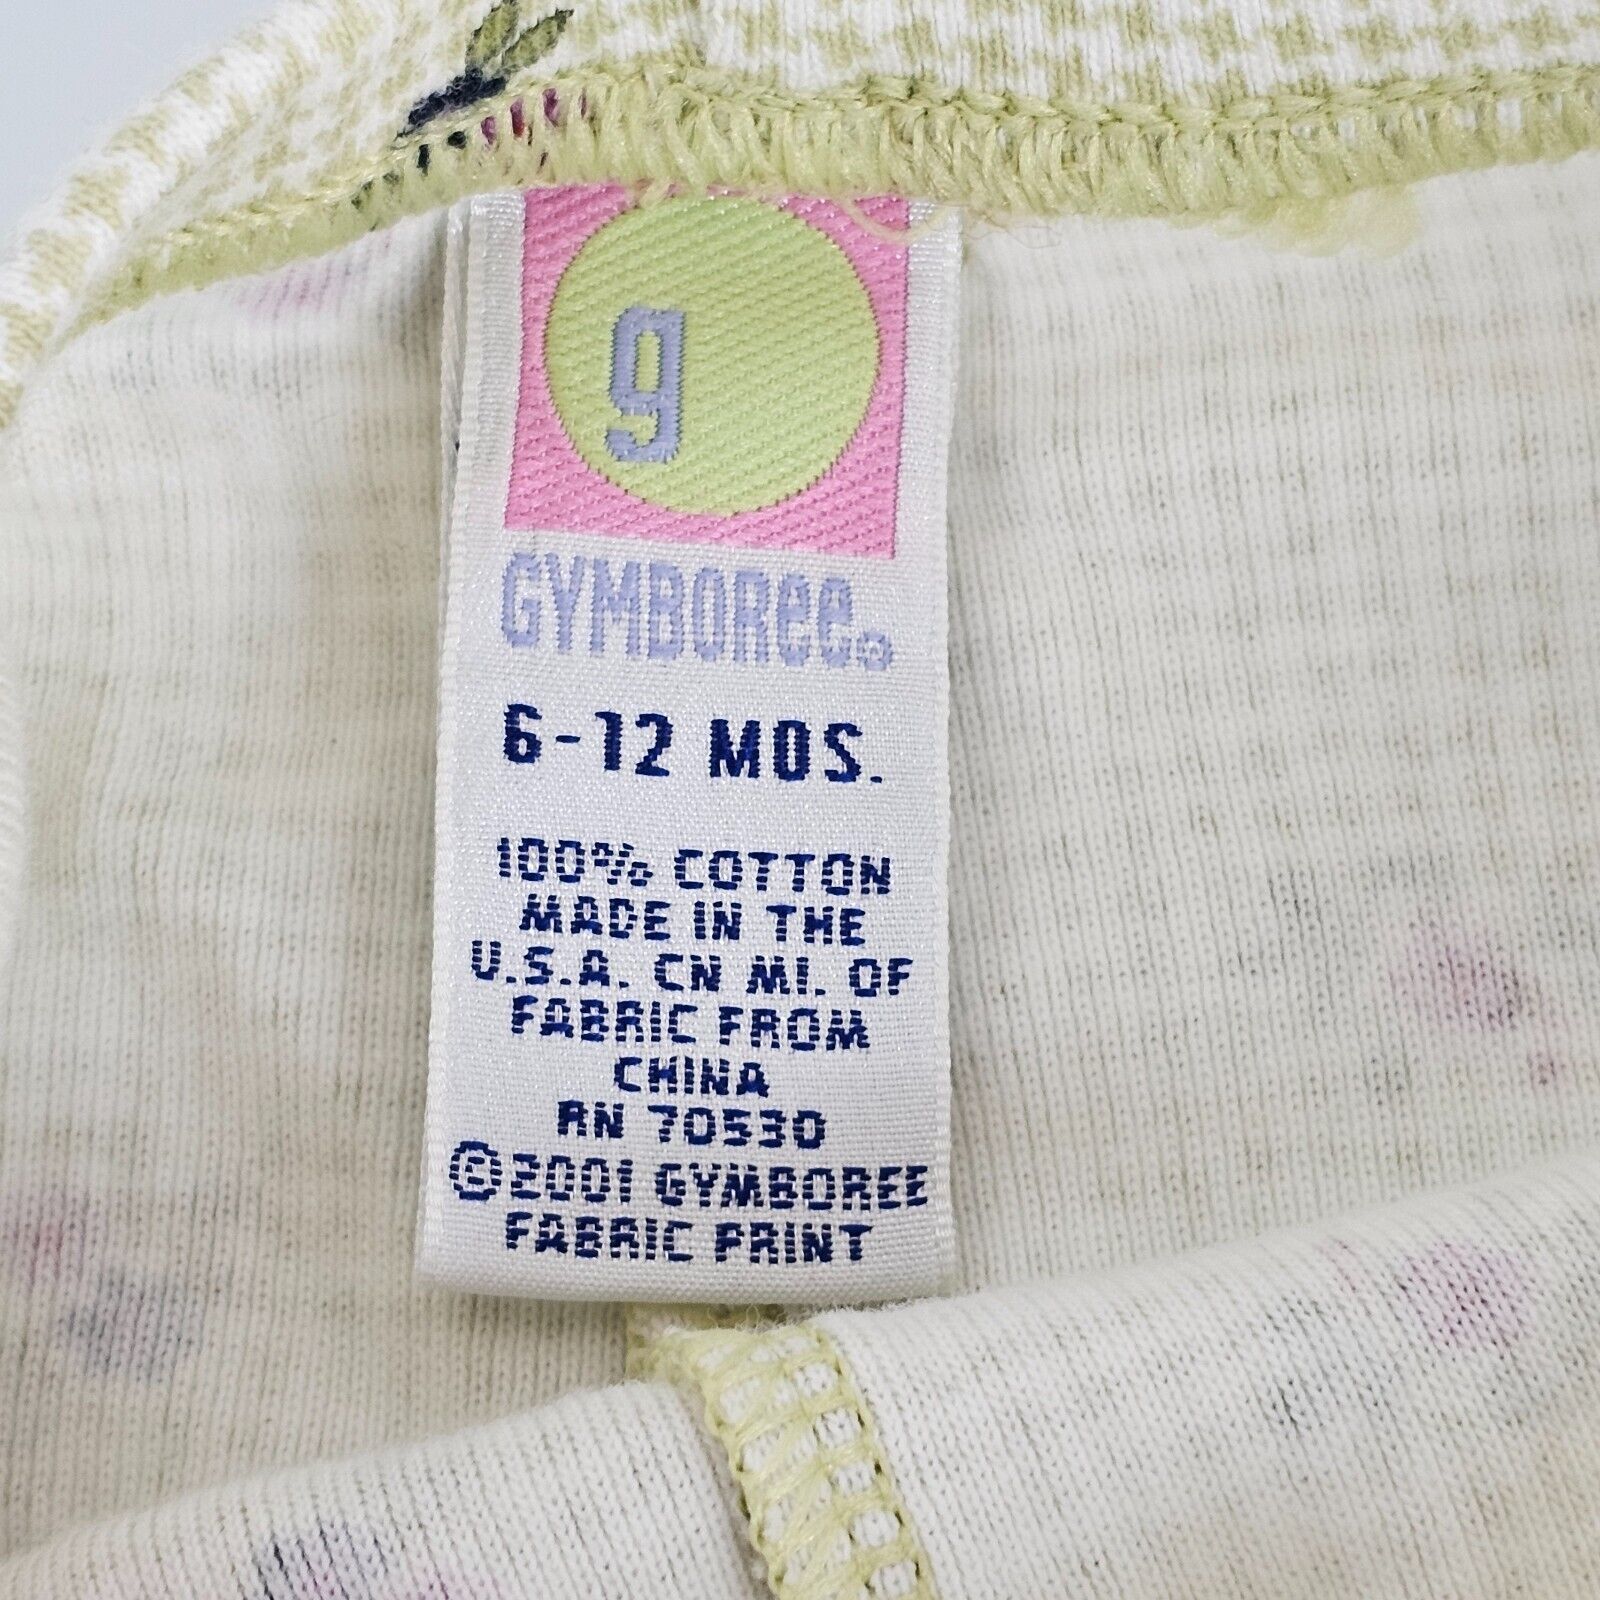 g
GYMBOREE®
6-12 MOS.
100% COTTON
MADE IN THE
U.S.A. CN MI. OF
FABRIC FROM
CHINA
RN 70530
©2001 GYMBOREE
FABRIC PRINT